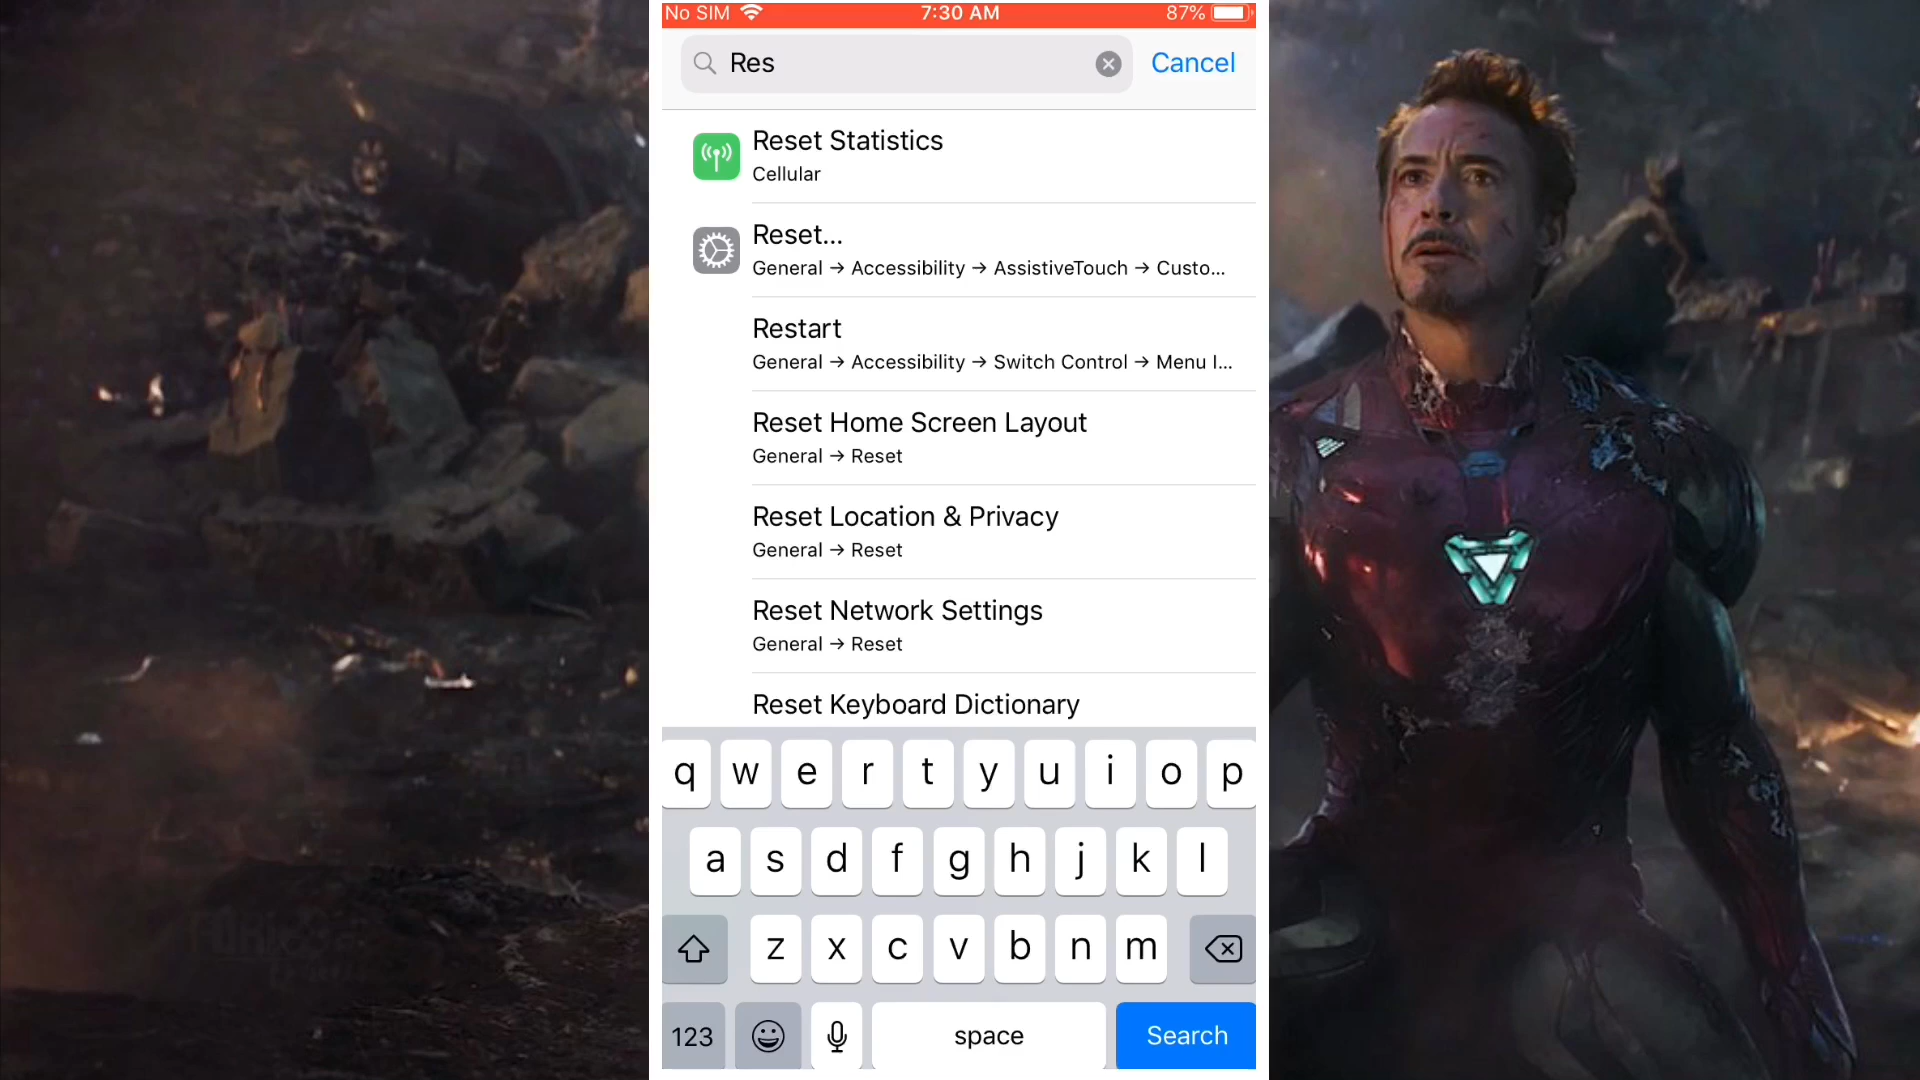 No SIM 7:30 AM 87%
Res Cancel
Reset Statistics
Cellular
Reset...
General → Accessibility → AssistiveTouch → Custo...
Restart
General → Accessibility → Switch Control → Menu I...
Reset Home Screen Layout
General → Reset
Reset Location & Privacy
General → Reset
Reset Network Settings
General → Reset
Reset Keyboard Dictionary
q w e r t y u i o p
a s d f g h j k l
z x c v b n m
123 space Search